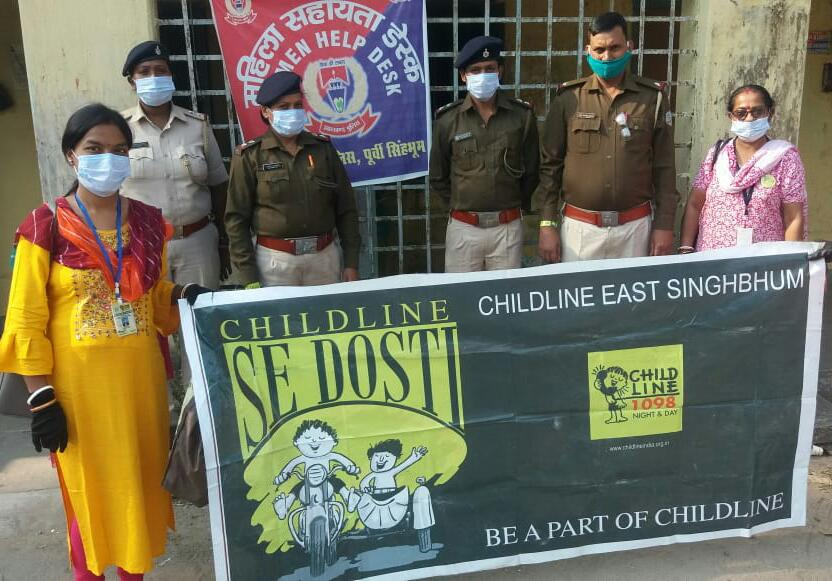 महिला सहायता डेस्क
WOMEN HELP DESK
पूर्वी सिंहभूम
CHILDLINE
SE DOSTI
CHILDLINE EAST SINGHBHUM
CHILD
LINE
1098
NIGHT & DAY
www.childlineindia.org.in
BE A PART OF CHILDLINE